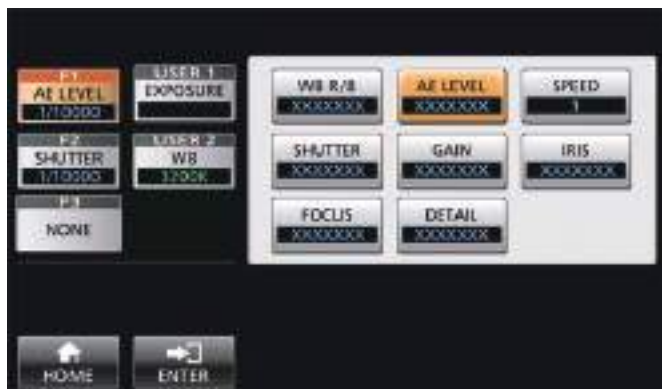 F1
AE LEVEL
1/10000
USER 1
EXPOSURE
F2
SHUTTER
1/10000
USER 2
WB
3200K
F3
NONE
WB R/B
XXXXXXX
AE LEVEL
XXXXXXX
SPEED
1
SHUTTER
XXXXXXX
GAIN
XXXXXXX
IRIS
XXXXXXX
FOCUS
XXXXXXX
DETAIL
XXXXXXX
HOME
ENTER